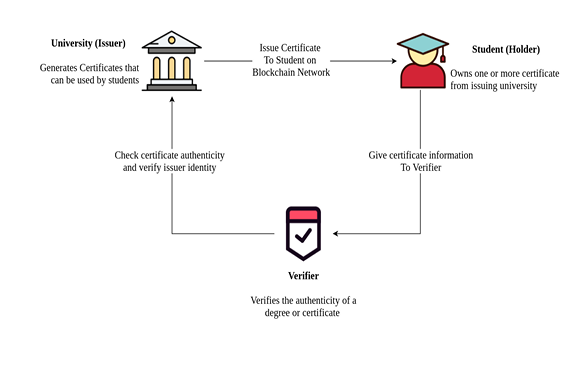 University (Issuer)
Generates Certificates that
can be used by students
Issue Certificate
To Student on
Blockchain Network
Student (Holder)
Owns one or more certificate
from issuing university
Check certificate authenticity
and verify issuer identity
Give certificate information
To Verifier
Verifier
Verifies the authenticity of a
degree or certificate